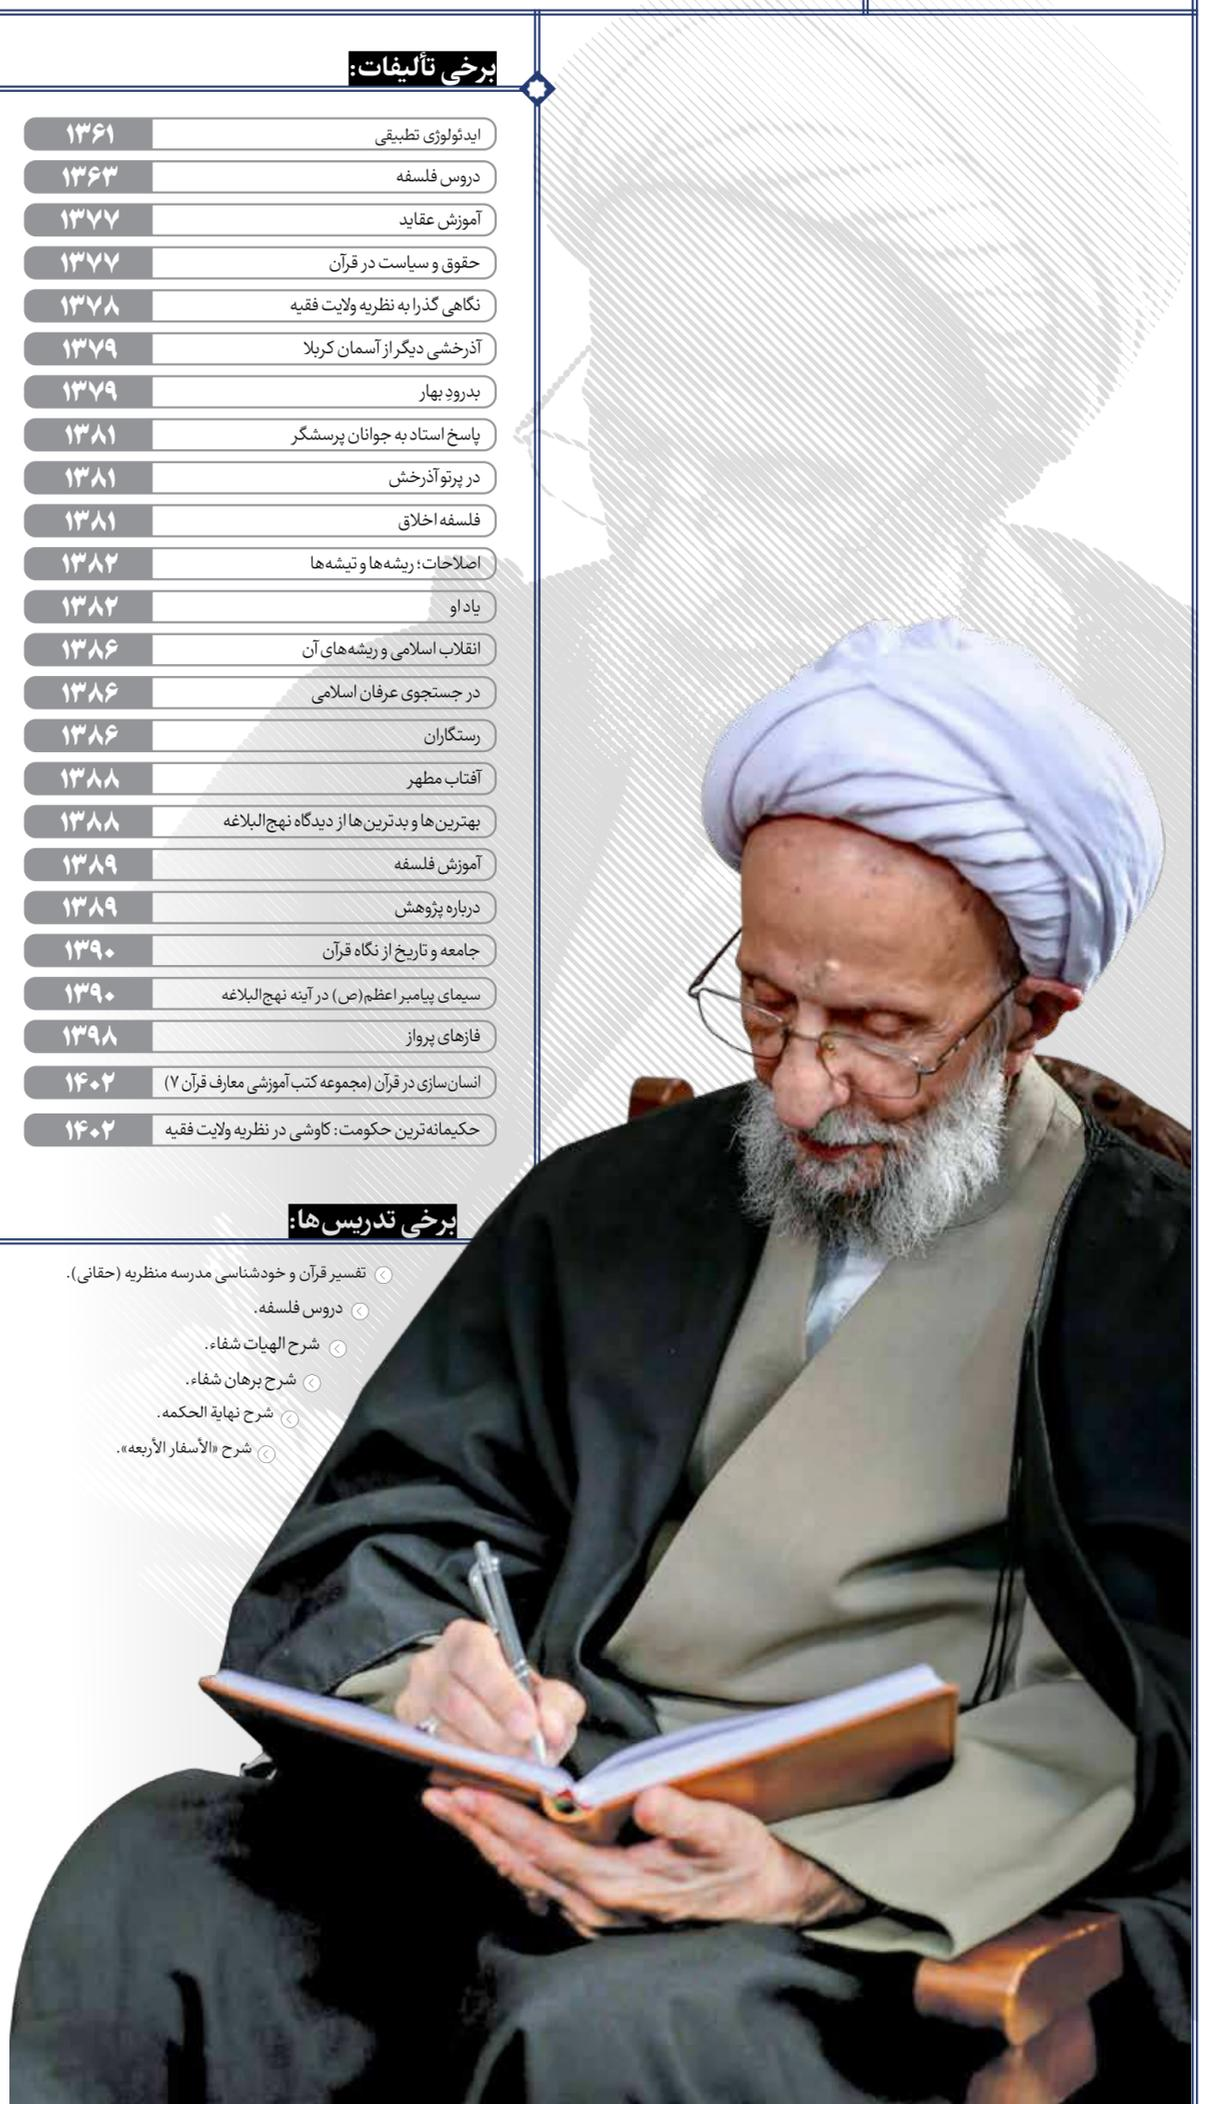 برخی تألیفات:
ایدئولوژی تطبیقی ۱۳۶۱
دروس فلسفه ۱۳۶۳
آموزش عقاید ۱۳۷۷
حقوق و سیاست در قرآن ۱۳۷۷
نگاهی گذرا به نظریه ولایت فقیه ۱۳۷۸
آذرخشی دیگر از آسمان کربلا ۱۳۷۹
بدرودِ بهار ۱۳۷۹
پاسخ استاد به جوانان پرسشگر ۱۳۸۱
در پرتو آذرخش ۱۳۸۱
فلسفه اخلاق ۱۳۸۱
اصلاحات؛ ریشه‌ها و تیشه‌ها ۱۳۸۲
یاد او ۱۳۸۲
انقلاب اسلامی و ریشه‌های آن ۱۳۸۶
در جستجوی عرفان اسلامی ۱۳۸۶
رستگاران ۱۳۸۶
آفتاب مطهر ۱۳۸۸
بهترین‌ها و بدترین‌ها از دیدگاه نهج‌البلاغه ۱۳۸۸
آموزش فلسفه ۱۳۸۹
درباره پژوهش ۱۳۸۹
جامعه و تاریخ از نگاه قرآن ۱۳۹۰
سیمای پیامبر اعظم(ص) در آینه نهج‌البلاغه ۱۳۹۰
فازهای پرواز ۱۳۹۸
انسان‌سازی در قرآن (مجموعه کتب آموزشی معارف قرآن ۷) ۱۴۰۲
حکیمانه‌ترین حکومت: کاوشی در نظریه ولایت فقیه ۱۴۰۲
برخی تدریس‌ها:
تفسیر قرآن و خودشناسی مدرسه منظریه (حقانی).
دروس فلسفه.
شرح الهیات شفاء.
شرح برهان شفاء.
شرح نهایة الحکمه.
شرح «الأسفار الأربعه».